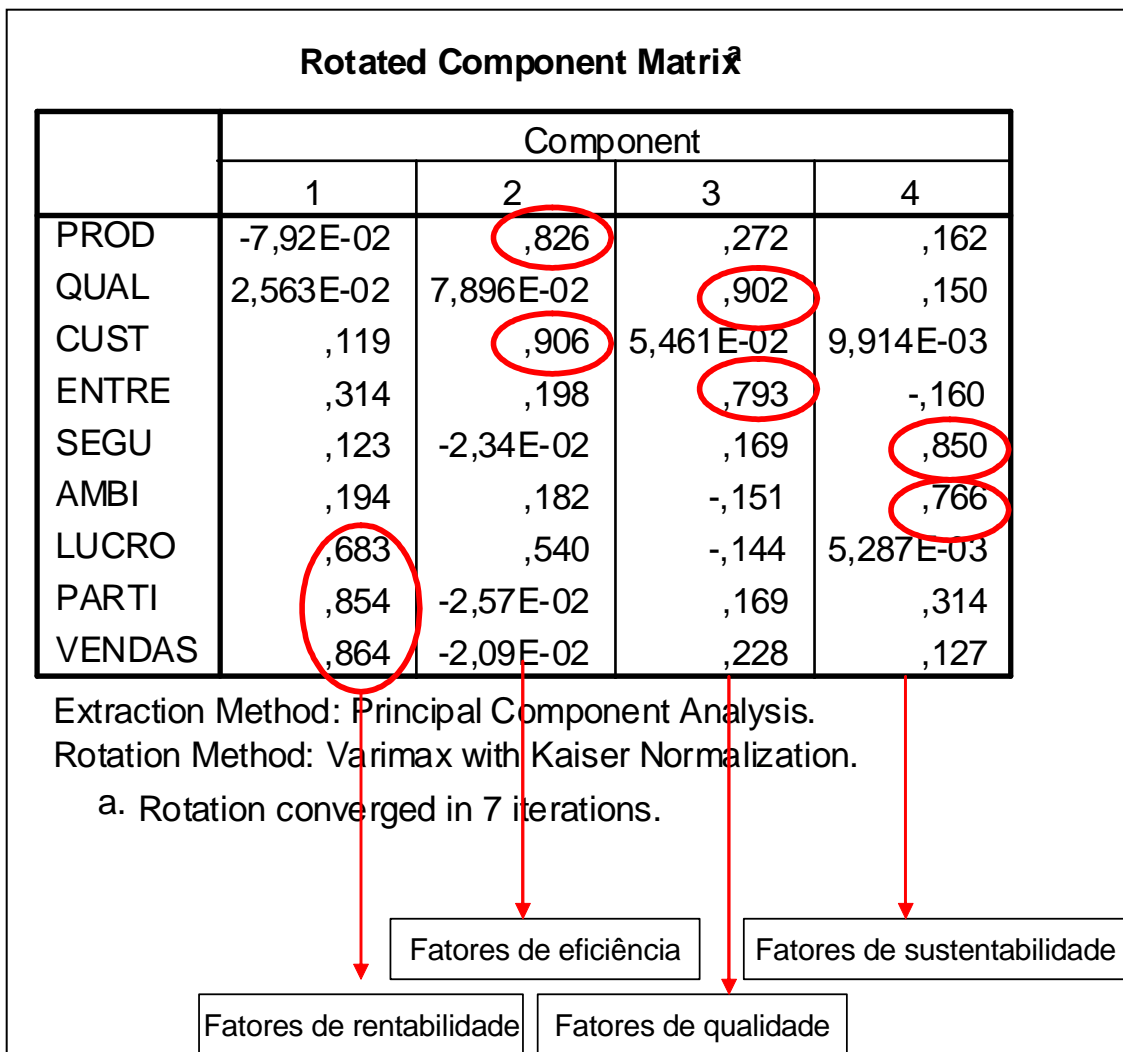 Rotated Component Matrixa
Component
1 2 3 4
PROD -7,92E-02 ,826 ,272 ,162
QUAL 2,563E-02 7,896E-02 ,902 ,150
CUST ,119 ,906 5,461E-02 9,914E-03
ENTRE ,314 ,198 ,793 -,160
SEGU ,123 -2,34E-02 ,169 ,850
AMBI ,194 ,182 -,151 ,766
LUCRO ,683 ,540 -,144 5,287E-03
PARTI ,854 -2,57E-02 ,169 ,314
VENDAS ,864 -2,09E-02 ,228 ,127
Extraction Method: Principal Component Analysis.
Rotation Method: Varimax with Kaiser Normalization.
a. Rotation converged in 7 iterations.
Fatores de eficiência Fatores de sustentabilidade
Fatores de rentabilidade Fatores de qualidade